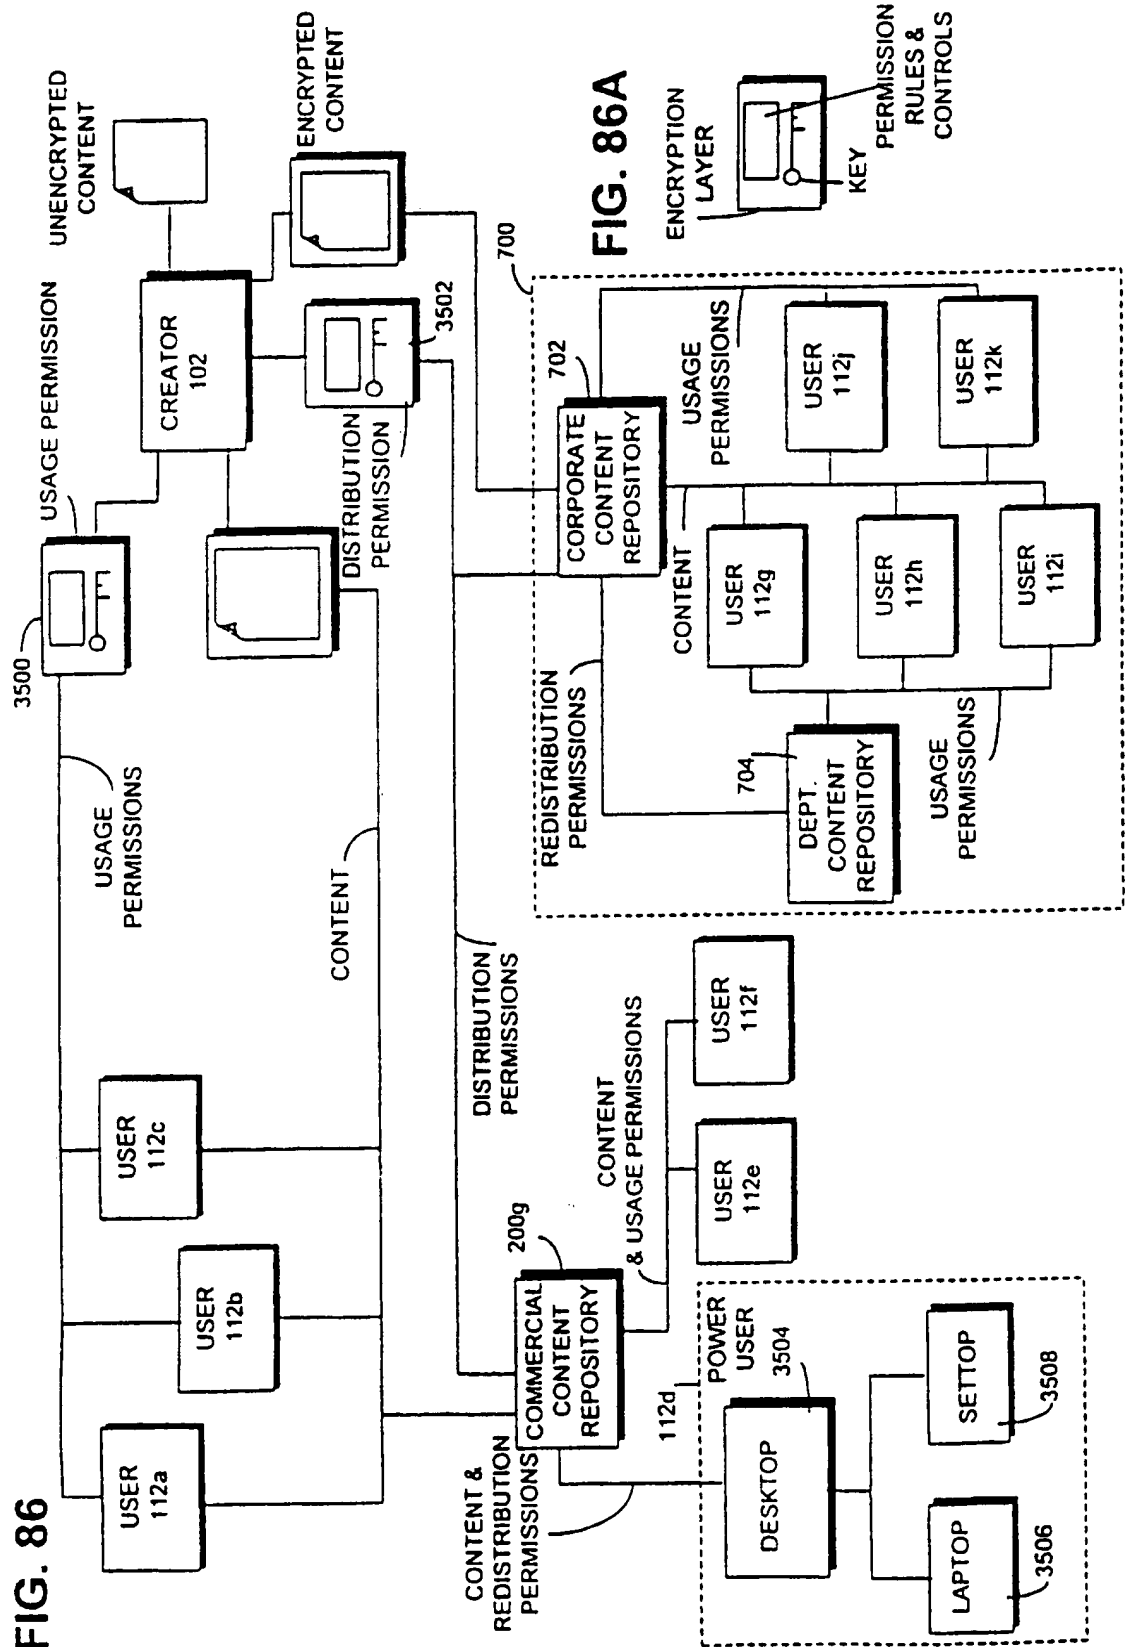 FIG. 86
USER
112a
USER
112b
USER
112c
USAGE
PERMISSIONS
CONTENT
3500
USAGE PERMISSION
CREATOR
102
UNENCRYPTED
CONTENT
ENCRYPTED
CONTENT
DISTRIBUTION
PERMISSION
3502
DISTRIBUTION
PERMISSIONS
CONTENT &
REDISTRIBUTION
PERMISSIONS
COMMERCIAL
CONTENT
REPOSITORY
200g
CONTENT
& USAGE PERMISSIONS
USER
112e
USER
112f
112d
POWER
USER
3504
DESKTOP
LAPTOP
3506
SETTOP
3508
700
CORPORATE
CONTENT
REPOSITORY
702
REDISTRIBUTION
PERMISSIONS
CONTENT
USAGE
PERMISSIONS
704
DEPT.
CONTENT
REPOSITORY
USAGE
PERMISSIONS
USER
112g
USER
112h
USER
112i
USER
112j
USER
112k
FIG. 86A
ENCRYPTION
LAYER
KEY
PERMISSION
RULES &
CONTROLS